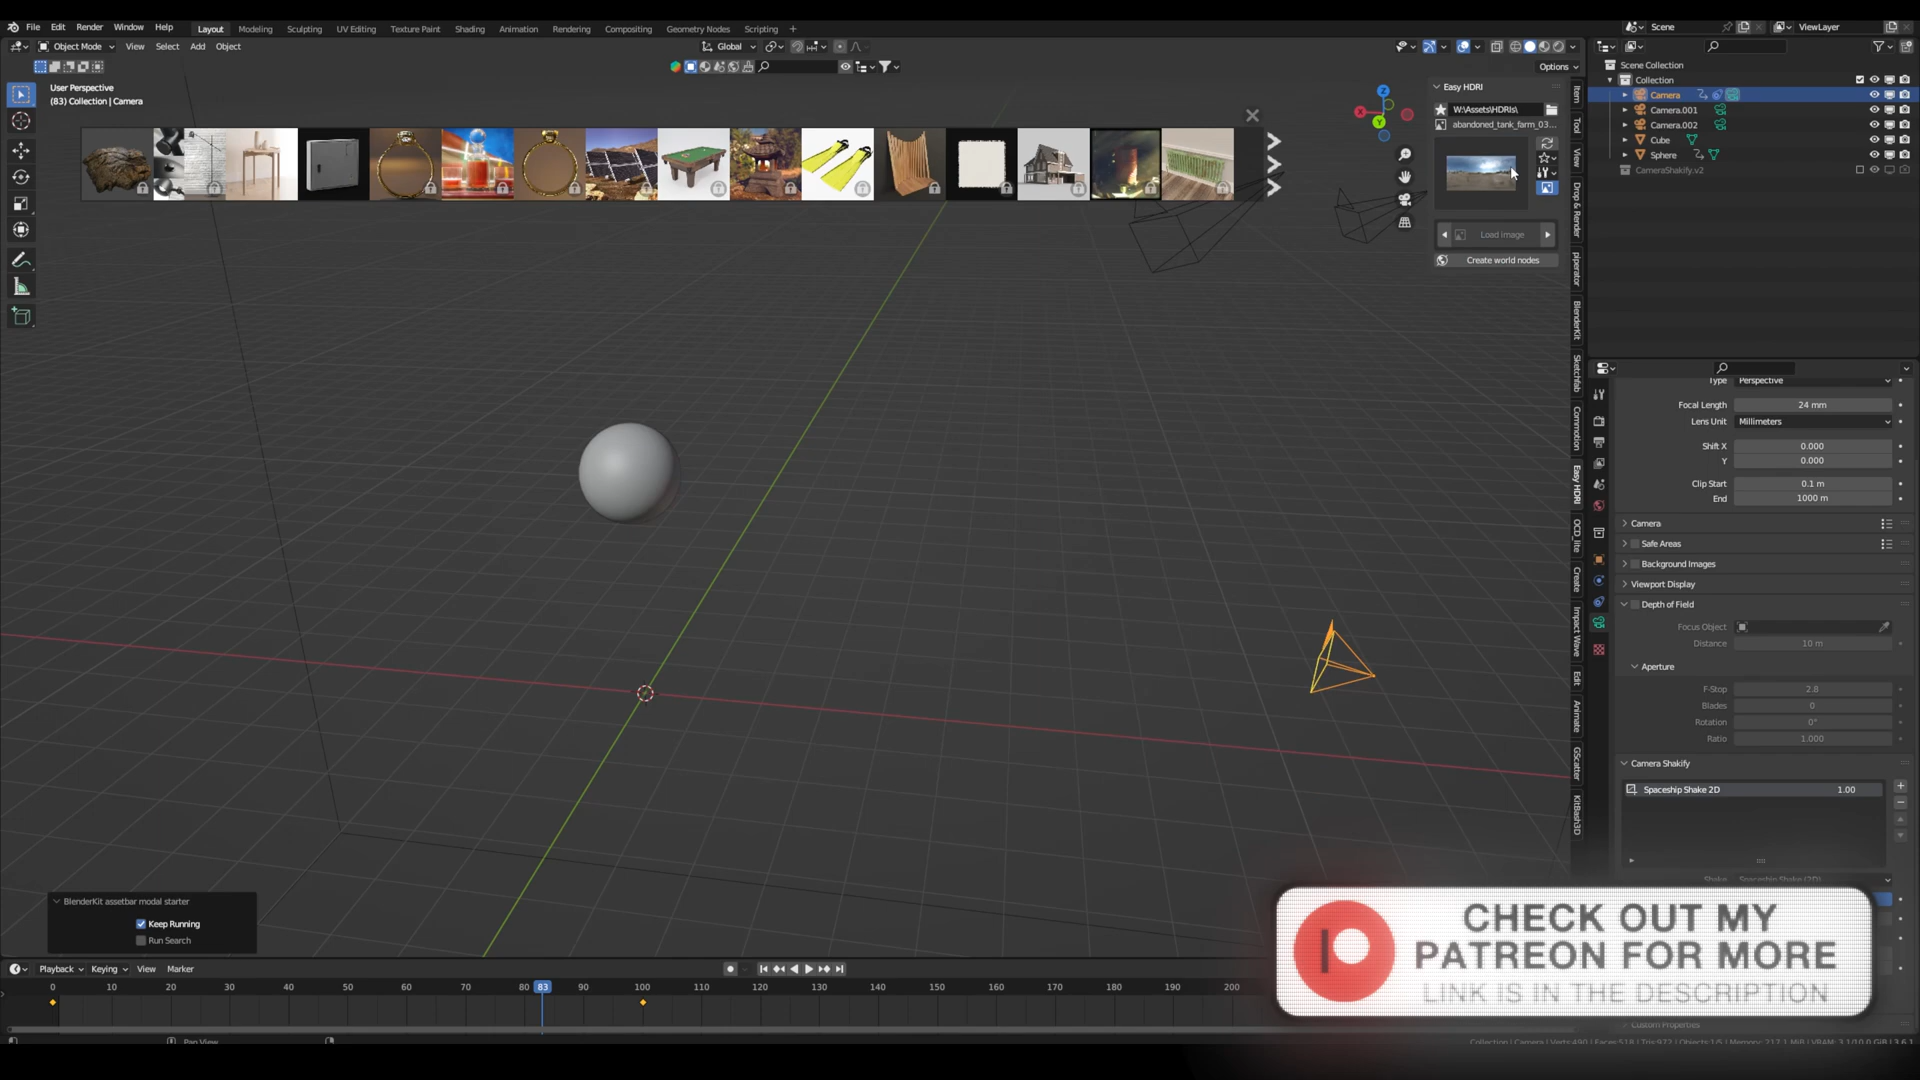 File Edit Render Window Help Layout Modeling Sculpting UV Editing Texture Paint Shading Animation Rendering Compositing Geometry Nodes Scripting + Scene ViewLayer
Object Mode View Select Add Object Global
Options
User Perspective
(83) Collection | Camera
Easy HDRI
W:\Assets\HDRIs\
abandoned_tank_farm_03...
Load image
Create world nodes
Item
Tool
View
Drop & Render
piperator
BlenderKit
Sketchfab
Commotion
Easy HDRI
OCD_lite
Create
Impact Wave
Edit
Animate
GScatter
KitBash3D
Scene Collection
Collection
Camera
Camera.001
Camera.002
Cube
Sphere
CameraShakify.v2
Type Perspective
Focal Length 24 mm
Lens Unit Millimeters
Shift X 0.000
Y 0.000
Clip Start 0.1 m
End 1000 m
Camera
Safe Areas
Background Images
Viewport Display
Depth of Field
Focus Object
Distance 10 m
Aperture
F-Stop 2.8
Blades 0
Rotation 0°
Ratio 1.000
Camera Shakify
Spaceship Shake 2D 1.00
BlenderKit assetbar modal starter
Keep Running
Run Search
CHECK OUT MY
PATREON FOR MORE
LINK IS IN THE DESCRIPTION
Playback Keying View Marker
0 10 20 30 40 50 60 70 80 83 90 100 110 120 130 140 150 160 170 180 190 200
Custom Properties
Pan View